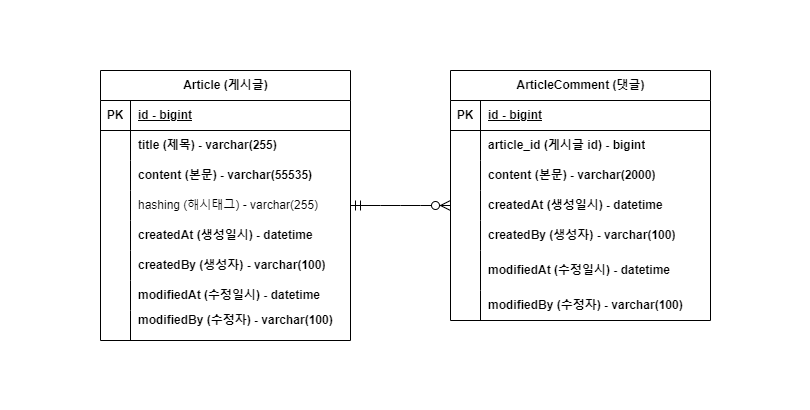 Article (게시글)
PK id - bigint
title (제목) - varchar(255)
content (본문) - varchar(55535)
hashing (해시태그) - varchar(255)
createdAt (생성일시) - datetime
createdBy (생성자) - varchar(100)
modifiedAt (수정일시) - datetime
modifiedBy (수정자) - varchar(100)
ArticleComment (댓글)
PK id - bigint
article_id (게시글 id) - bigint
content (본문) - varchar(2000)
createdAt (생성일시) - datetime
createdBy (생성자) - varchar(100)
modifiedAt (수정일시) - datetime
modifiedBy (수정자) - varchar(100)